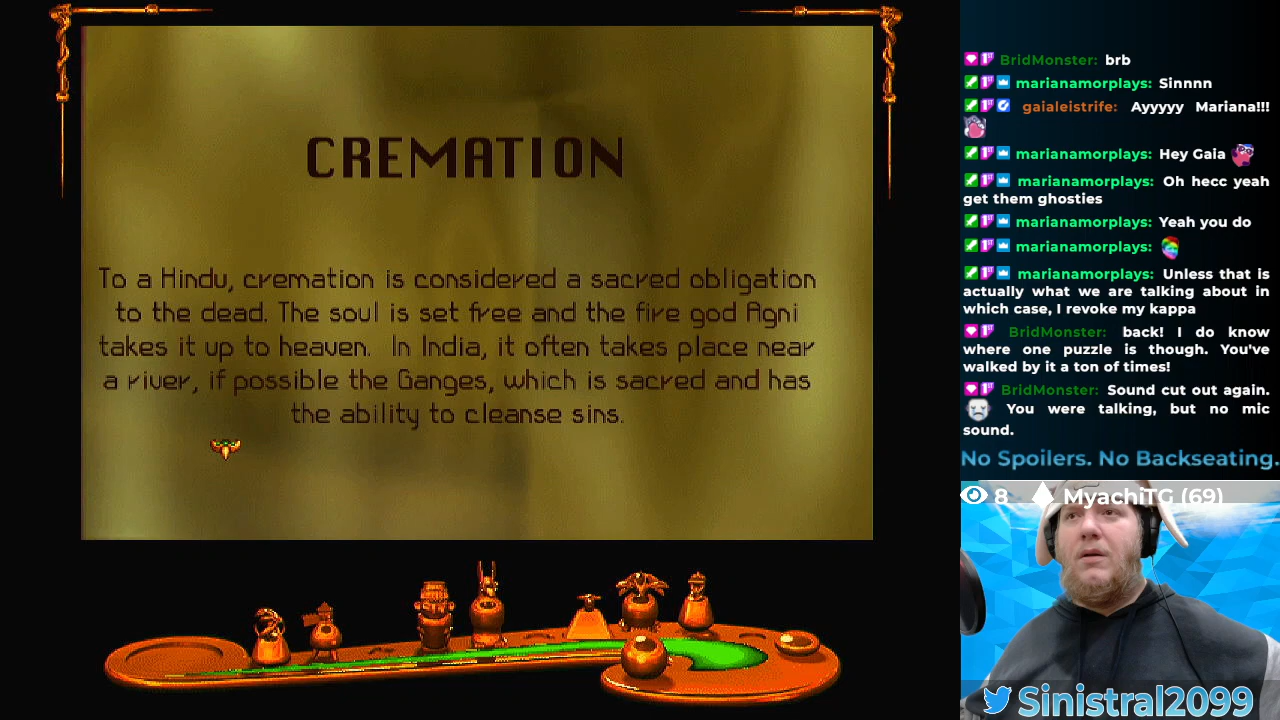 CREMATION
To a Hindu, cremation is considered a sacred obligation
to the dead. The soul is set free and the fire god Agni
takes it up to heaven. In India, it often takes place near
a river, if possible the Ganges, which is sacred and has
the ability to cleanse sins.
BridMonster: brb
marianamorplays: Sinnnn
gaialeistrife: Ayyyyy Mariana!!!
marianamorplays: Hey Gaia
marianamorplays: Oh hecc yeah
get them ghosties
marianamorplays: Yeah you do
marianamorplays:
marianamorplays: Unless that is
actually what we are talking about in
which case, I revoke my kappa
BridMonster: back! I do know
where one puzzle is though. You've
walked by it a ton of times!
BridMonster: Sound cut out again.
You were talking, but no mic
sound.
No Spoilers. No Backseating.
8 MyachiTG (69)
Sinistral2099